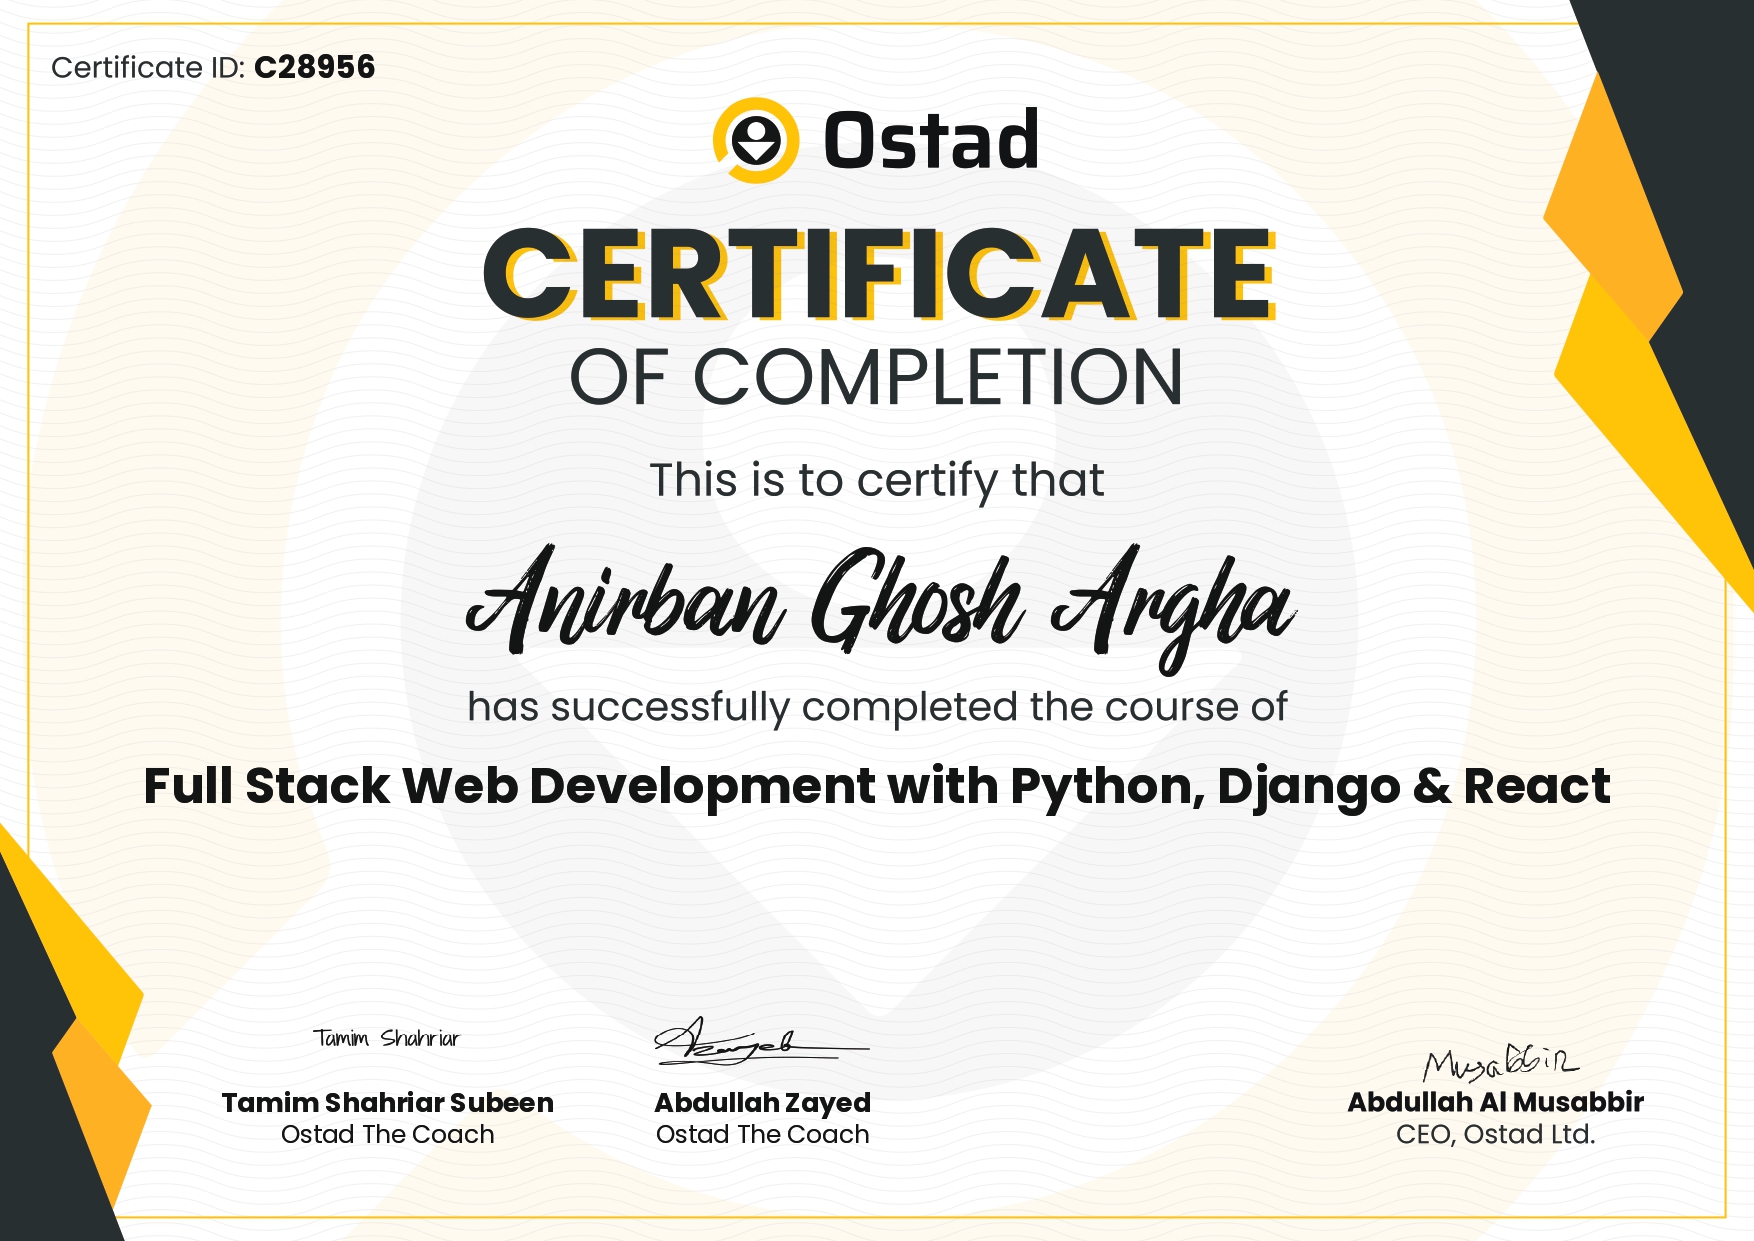 Certificate ID: C28956
Ostad
CERTIFICATE
OF COMPLETION
This is to certify that
Anirban Ghosh Argha
has successfully completed the course of
Full Stack Web Development with Python, Django & React
Tamim Shahriar
Tamim Shahriar Subeen
Ostad The Coach
Abdullah Zayed
Ostad The Coach
Musabbir
Abdullah Al Musabbir
CEO, Ostad Ltd.